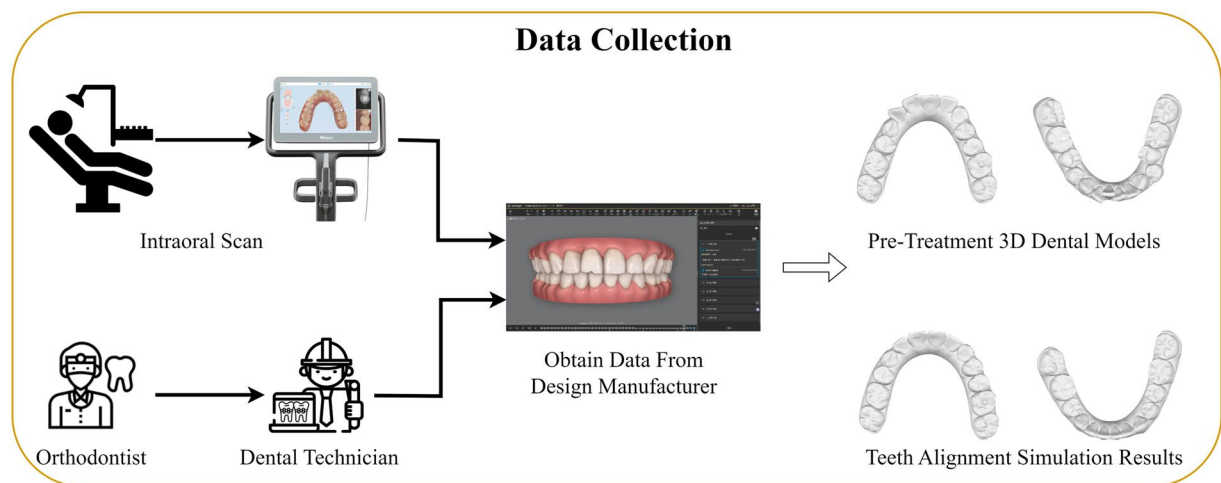 Data Collection
Intraoral Scan
Pre-Treatment 3D Dental Models
Obtain Data From
Design Manufacturer
Orthodontist
Dental Technician
Teeth Alignment Simulation Results